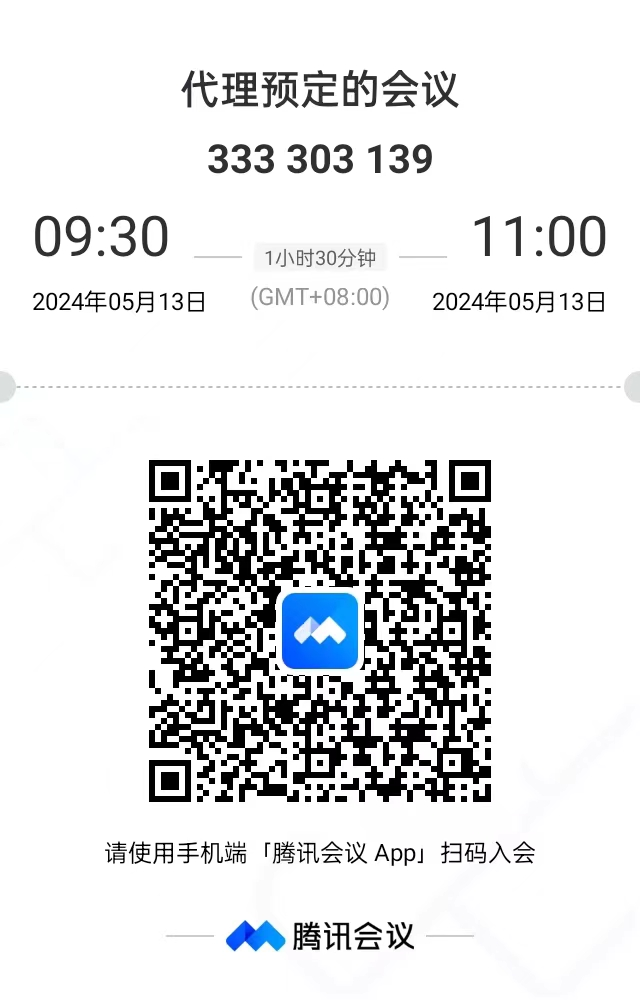 代理预定的会议
333 303 139
09:30
1小时30分钟
11:00
2024年05月13日
(GMT+08:00)
2024年05月13日
请使用手机端「腾讯会议 App」扫码入会
腾讯会议